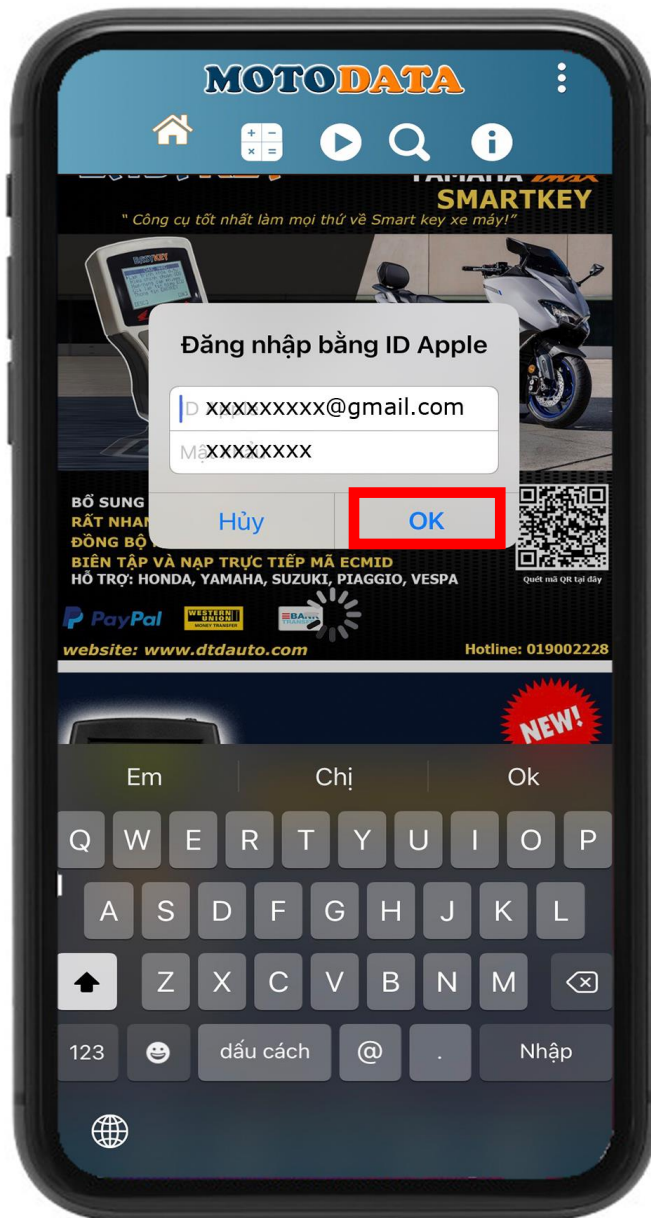 MOTODATA
SMARTKEY
" Công cụ tốt nhất làm mọi thứ về Smart key xe máy!"
Đăng nhập bằng ID Apple
xxxxxxxxx@gmail.com
xxxxxxxx
Hủy OK
BỔ SUNG
RẤT NHAN
ĐỒNG BỘ
BIÊN TẬP VÀ NẠP TRỰC TIẾP MÃ ECMID
HỖ TRỢ: HONDA, YAMAHA, SUZUKI, PIAGGIO, VESPA
Quét mã QR tại đây
PayPal WESTERN UNION
MONEY TRANSFER
website: www.dtdauto.com Hotline: 019002228
NEW!
Em Chị Ok
Q W E R T Y U I O P
A S D F G H J K L
Z X C V B N M
123 dấu cách @ . Nhập